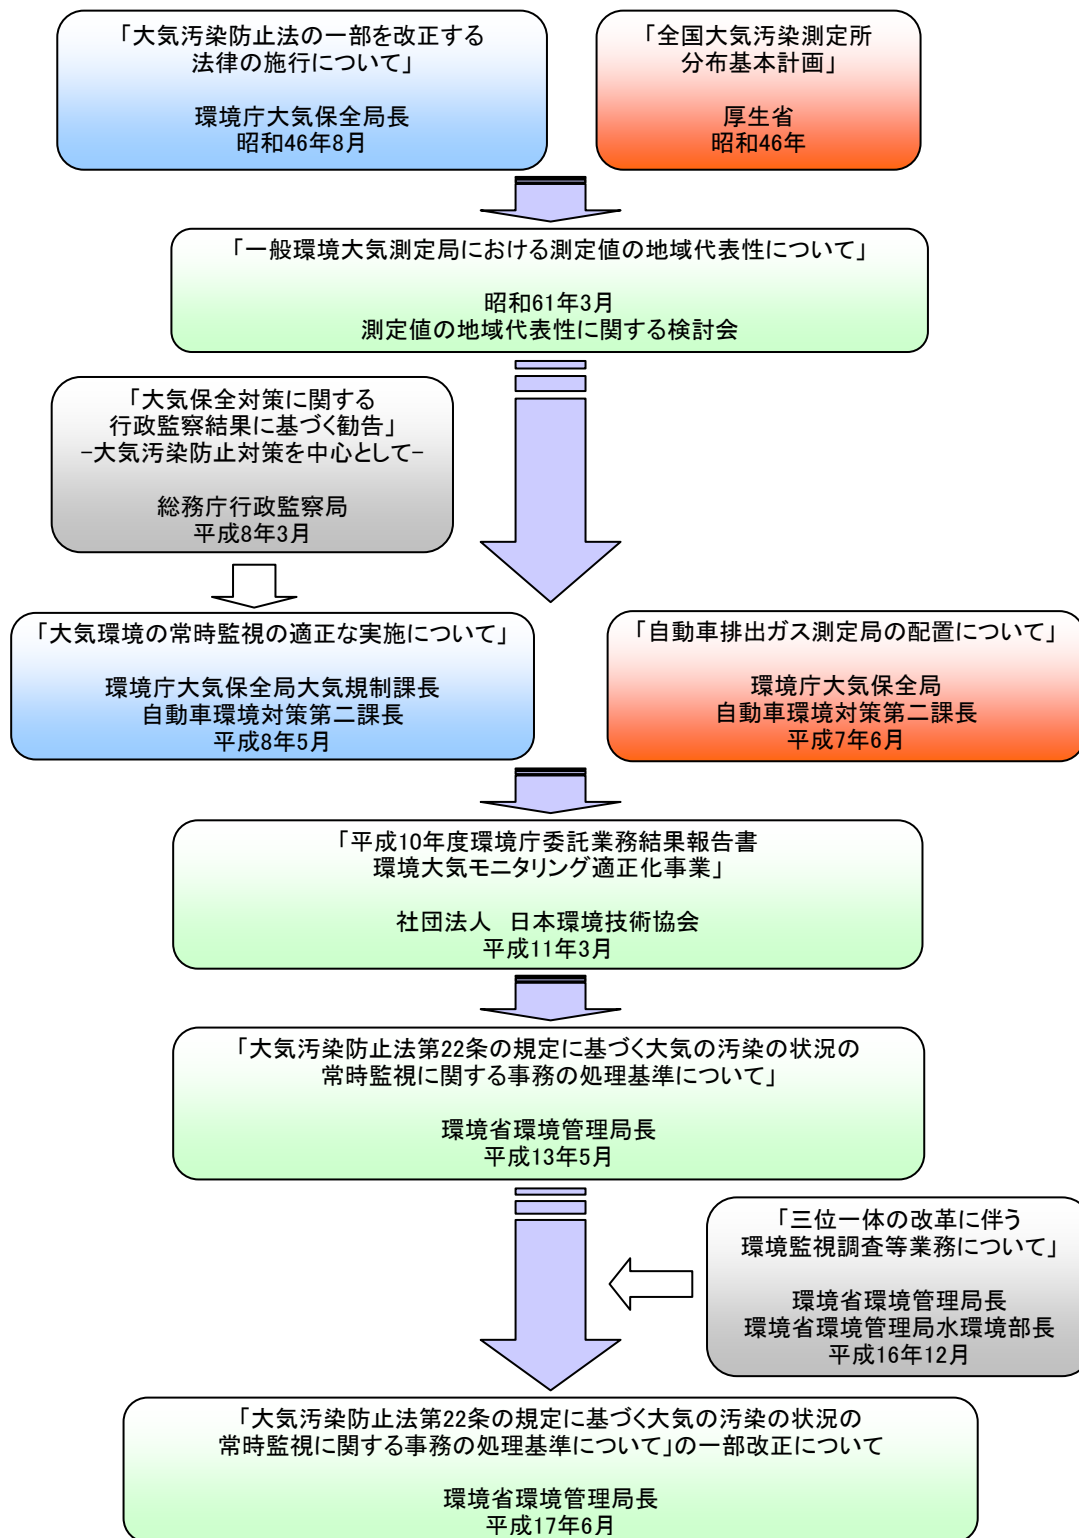 「大気汚染防止法の一部を改正する
法律の施行について」
環境庁大気保全局長
昭和46年8月
「全国大気汚染測定所
分布基本計画」
厚生省
昭和46年
「一般環境大気測定局における測定値の地域代表性について」
昭和61年3月
測定値の地域代表性に関する検討会
「大気保全対策に関する
行政監察結果に基づく勧告」
-大気汚染防止対策を中心として-
総務庁行政監察局
平成8年3月
「大気環境の常時監視の適正な実施について」
環境庁大気保全局大気規制課長
自動車環境対策第二課長
平成8年5月
「自動車排出ガス測定局の配置について」
環境庁大気保全局
自動車環境対策第二課長
平成7年6月
「平成10年度環境庁委託業務結果報告書
環境大気モニタリング適正化事業」
社団法人　日本環境技術協会
平成11年3月
「大気汚染防止法第22条の規定に基づく大気の汚染の状況の
常時監視に関する事務の処理基準について」
環境省環境管理局長
平成13年5月
「三位一体の改革に伴う
環境監視調査等業務について」
環境省環境管理局長
環境省環境管理局水環境部長
平成16年12月
「大気汚染防止法第22条の規定に基づく大気の汚染の状況の
常時監視に関する事務の処理基準について」の一部改正について
環境省環境管理局長
平成17年6月